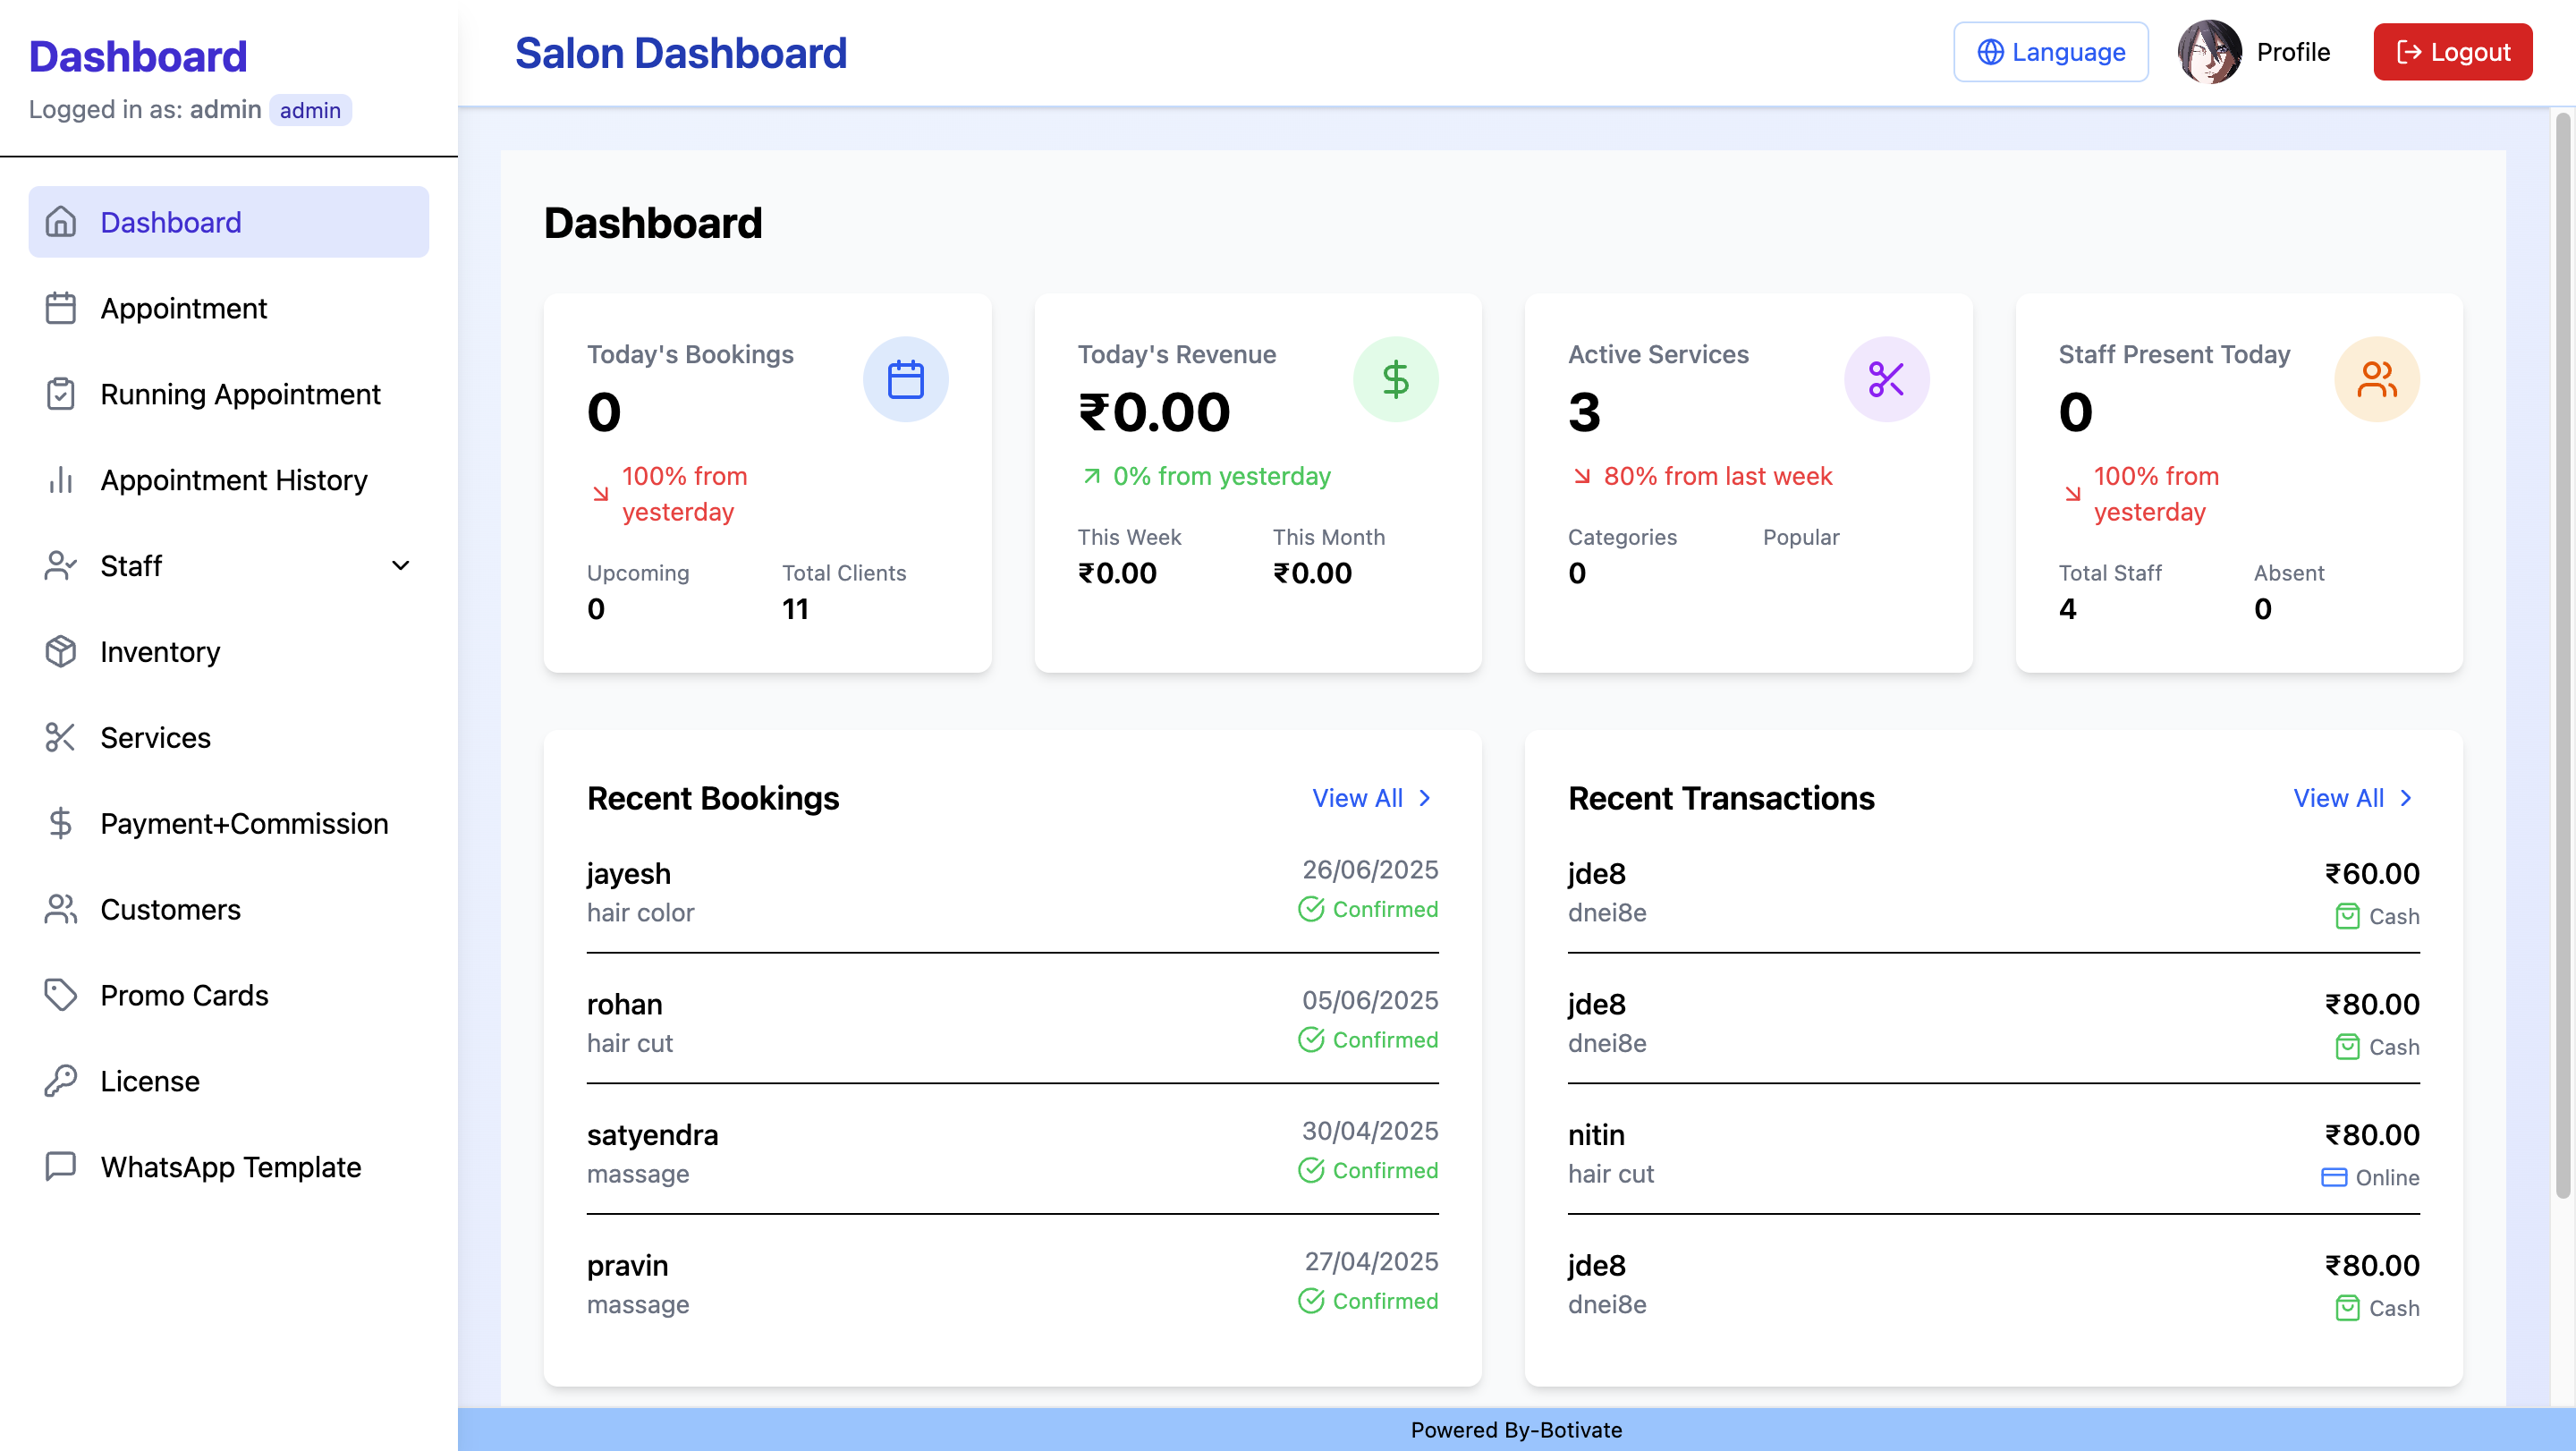 Dashboard
Logged in as: admin admin
Dashboard
Appointment
Running Appointment
Appointment History
Staff
Inventory
Services
Payment+Commission
Customers
Promo Cards
License
WhatsApp Template
Salon Dashboard
Language
Profile
Logout
Dashboard
Today's Bookings
0
100% from
yesterday
Upcoming
0
Total Clients
11
Today's Revenue
₹0.00
0% from yesterday
This Week
₹0.00
This Month
₹0.00
Active Services
3
80% from last week
Categories
0
Popular
Staff Present Today
0
100% from
yesterday
Total Staff
4
Absent
0
Recent Bookings
View All
jayesh
26/06/2025
hair color
Confirmed
rohan
05/06/2025
hair cut
Confirmed
satyendra
30/04/2025
massage
Confirmed
pravin
27/04/2025
massage
Confirmed
Recent Transactions
View All
jde8
₹60.00
dnei8e
Cash
jde8
₹80.00
dnei8e
Cash
nitin
₹80.00
hair cut
Online
jde8
₹80.00
dnei8e
Cash
Powered By-Botivate